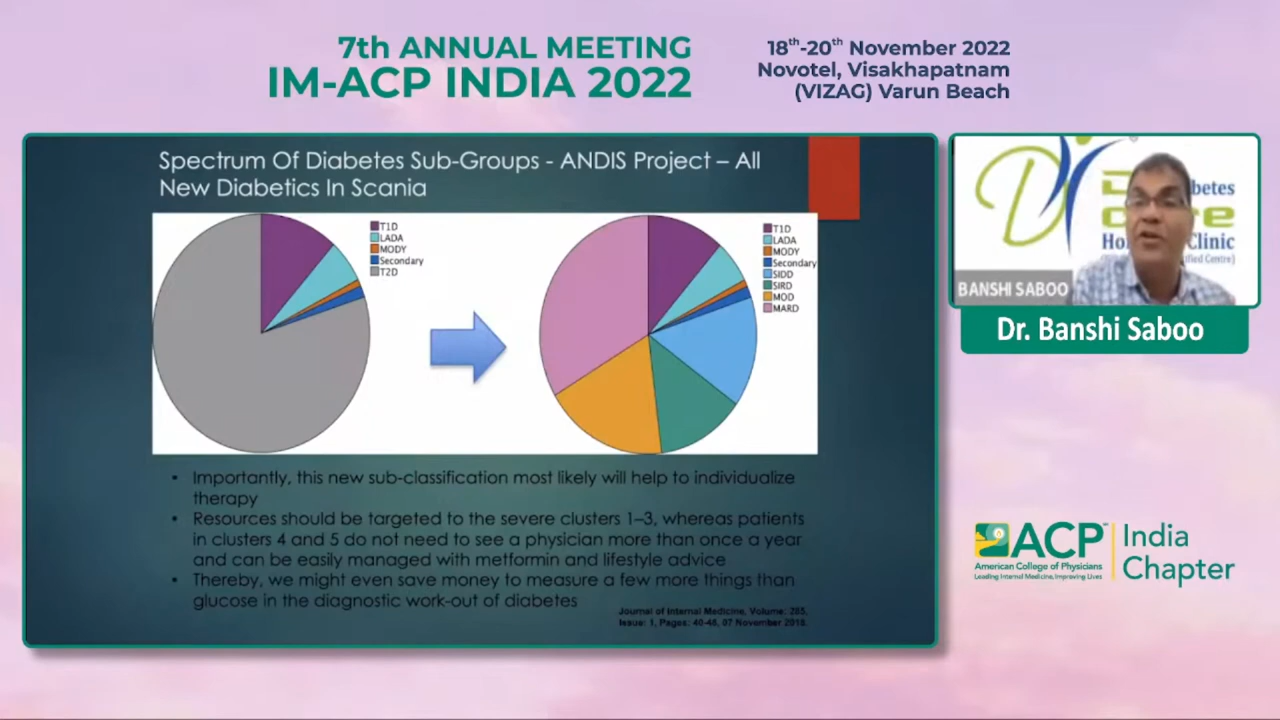 7th ANNUAL MEETING
IM-ACP INDIA 2022
18th-20th November 2022
Novotel, Visakhapatnam
(VIZAG) Varun Beach
Spectrum Of Diabetes Sub-Groups - ANDIS Project – All
New Diabetics In Scania
T1D
LADA
MODY
Secondary
T2D
T1D
LADA
MODY
Secondary
SIDD
SIRD
MOD
MARD
• Importantly, this new sub-classification most likely will help to individualize
therapy
• Resources should be targeted to the severe clusters 1–3, whereas patients
in clusters 4 and 5 do not need to see a physician more than once a year
and can be easily managed with metformin and lifestyle advice
• Thereby, we might even save money to measure a few more things than
glucose in the diagnostic work-out of diabetes
Journal of Internal Medicine, Volume: 285,
Issue: 1, Pages: 40-48, 07 November 2018.
betes
Clinic
BANSHI SABOO
Dr. Banshi Saboo
ACP
American College of Physicians
Leading Internal Medicine, Improving Lives
India
Chapter